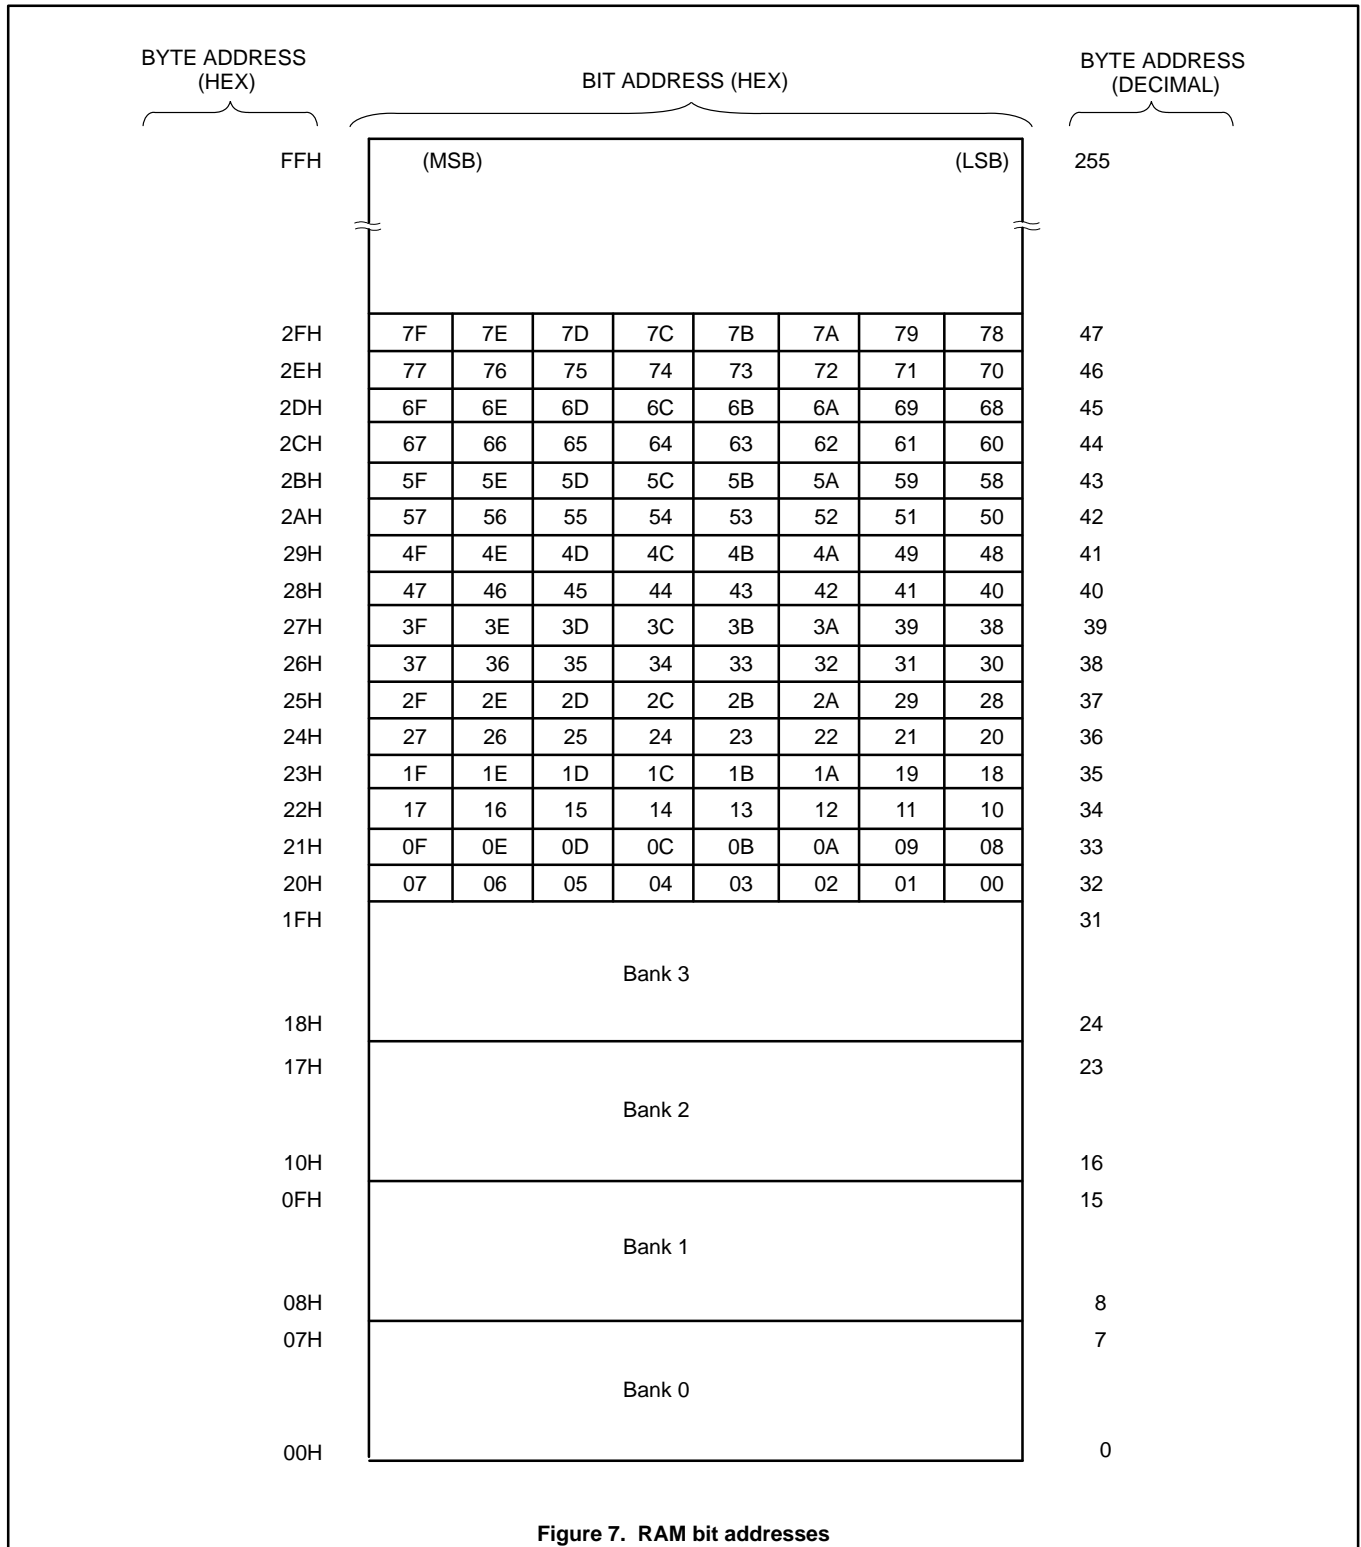 BYTE ADDRESS
(HEX)
BIT ADDRESS (HEX)
BYTE ADDRESS
(DECIMAL)
FFH (MSB) (LSB) 255
2FH 7F 7E 7D 7C 7B 7A 79 78 47
2EH 77 76 75 74 73 72 71 70 46
2DH 6F 6E 6D 6C 6B 6A 69 68 45
2CH 67 66 65 64 63 62 61 60 44
2BH 5F 5E 5D 5C 5B 5A 59 58 43
2AH 57 56 55 54 53 52 51 50 42
29H 4F 4E 4D 4C 4B 4A 49 48 41
28H 47 46 45 44 43 42 41 40 40
27H 3F 3E 3D 3C 3B 3A 39 38 39
26H 37 36 35 34 33 32 31 30 38
25H 2F 2E 2D 2C 2B 2A 29 28 37
24H 27 26 25 24 23 22 21 20 36
23H 1F 1E 1D 1C 1B 1A 19 18 35
22H 17 16 15 14 13 12 11 10 34
21H 0F 0E 0D 0C 0B 0A 09 08 33
20H 07 06 05 04 03 02 01 00 32
1FH 31
Bank 3
18H 24
17H 23
Bank 2
10H 16
0FH 15
Bank 1
08H 8
07H 7
Bank 0
00H 0
Figure 7. RAM bit addresses